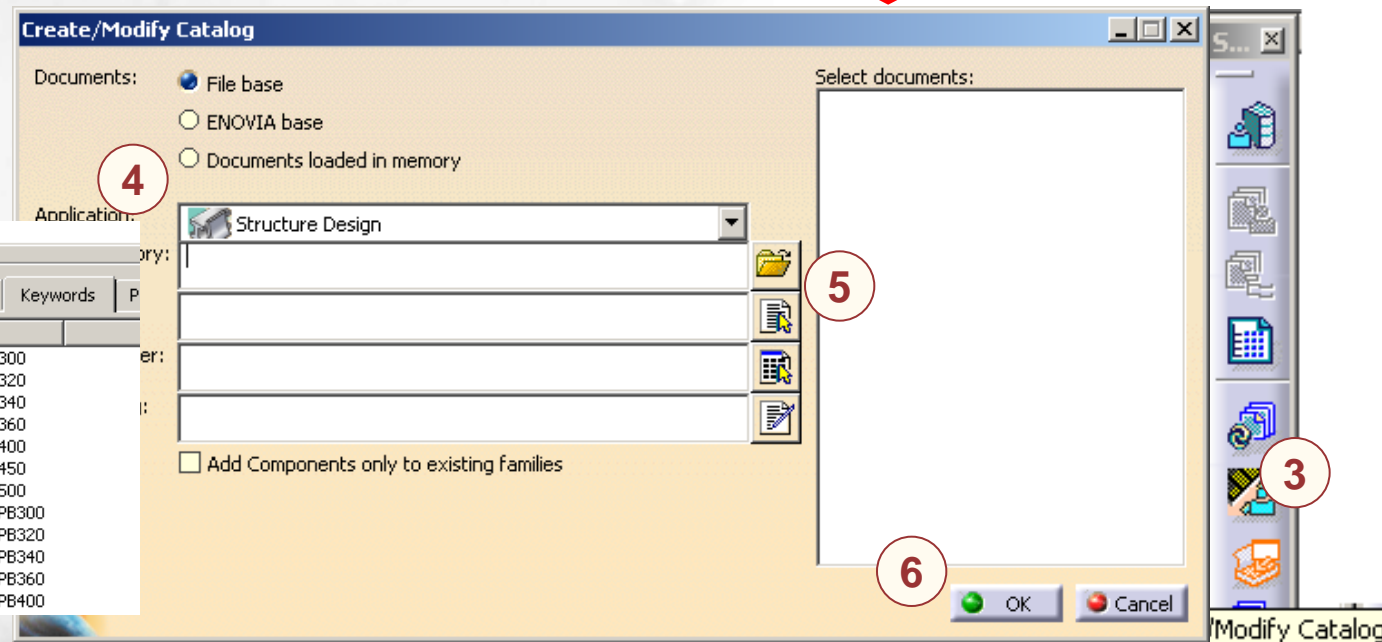 Create/Modify Catalog
S...
Documents:
File base
Select documents:
ENOVIA base
Documents loaded in memory
4
Application:
Structure Design
ory:
5
Keywords P
er:
:
300
320
340
360
400
450
500
PB300
PB320
PB340
PB360
PB400
Add Components only to existing families
3
6
OK
Cancel
/Modify Catalog